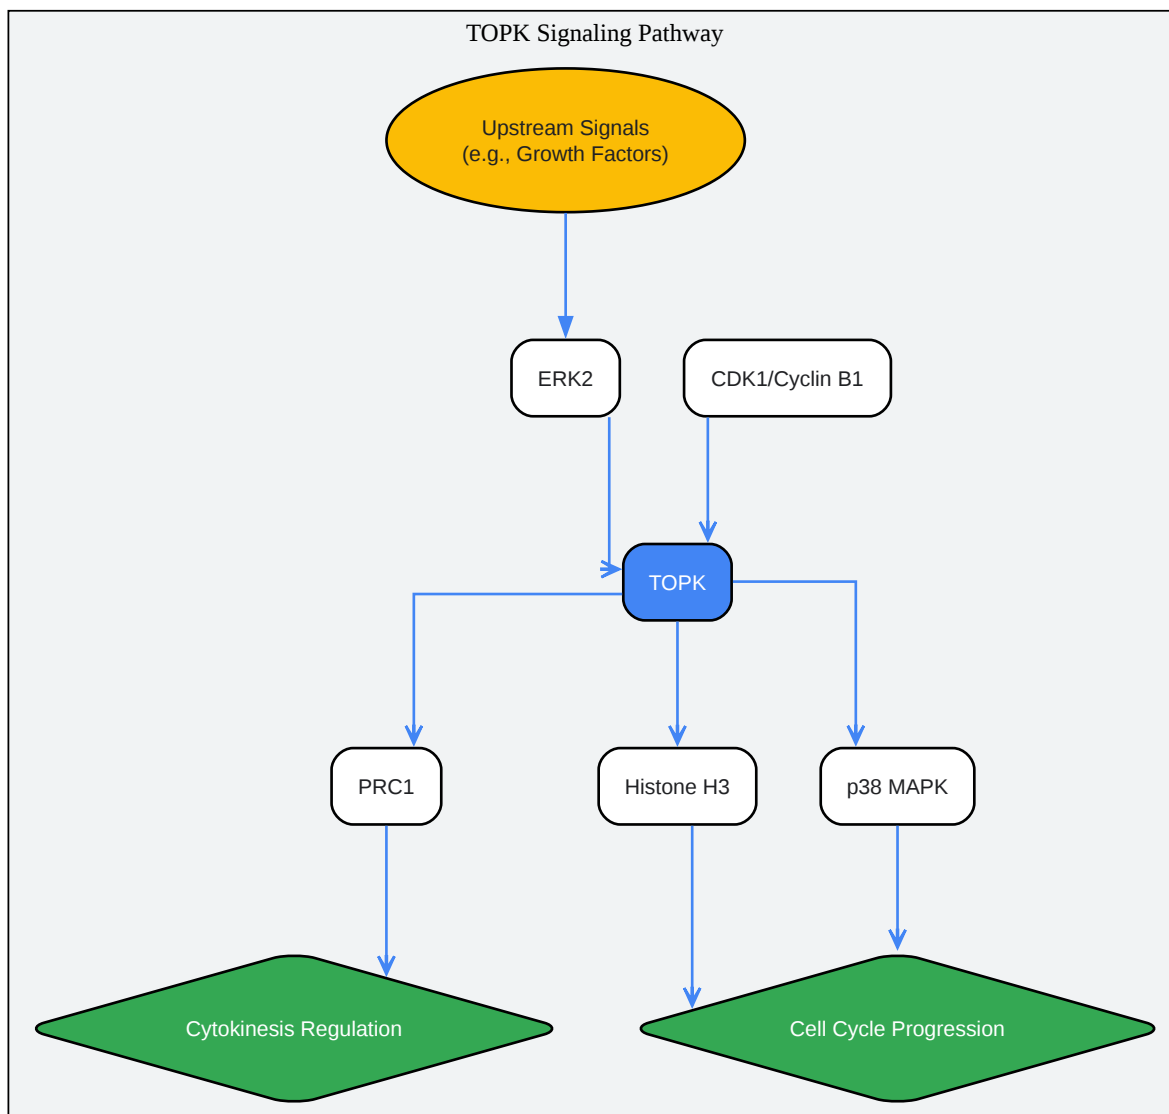 TOPK Signaling Pathway
Upstream Signals
(e.g., Growth Factors)
ERK2
CDK1/Cyclin B1
TOPK
PRC1
Histone H3
p38 MAPK
Cytokinesis Regulation
Cell Cycle Progression